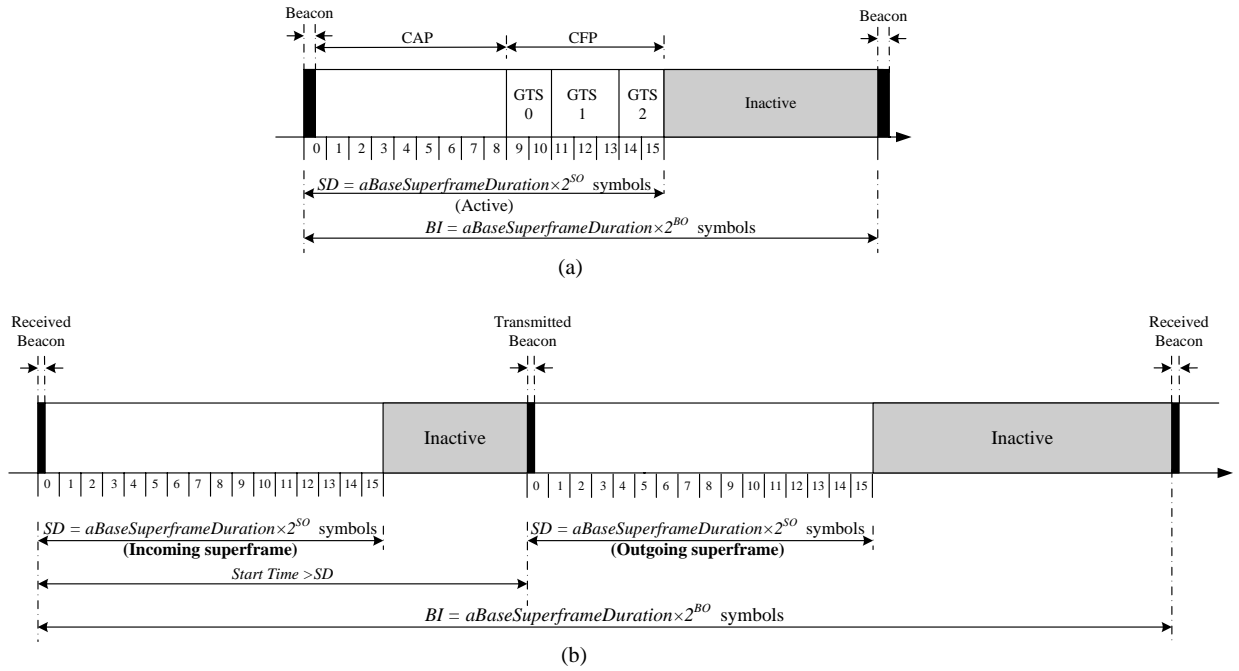 Beacon
Beacon
CAP
CFP
GTS 0
GTS 1
GTS 2
Inactive
0 1 2 3 4 5 6 7 8 9 10 11 12 13 14 15
SD = aBaseSuperframeDuration×2^SO symbols
(Active)
BI = aBaseSuperframeDuration×2^BO symbols
(a)
Received
Beacon
Transmitted
Beacon
Received
Beacon
Inactive
Inactive
0 1 2 3 4 5 6 7 8 9 10 11 12 13 14 15
0 1 2 3 4 5 6 7 8 9 10 11 12 13 14 15
SD = aBaseSuperframeDuration×2^SO symbols
(Incoming superframe)
SD = aBaseSuperframeDuration×2^SO symbols
(Outgoing superframe)
Start Time >SD
BI = aBaseSuperframeDuration×2^BO symbols
(b)